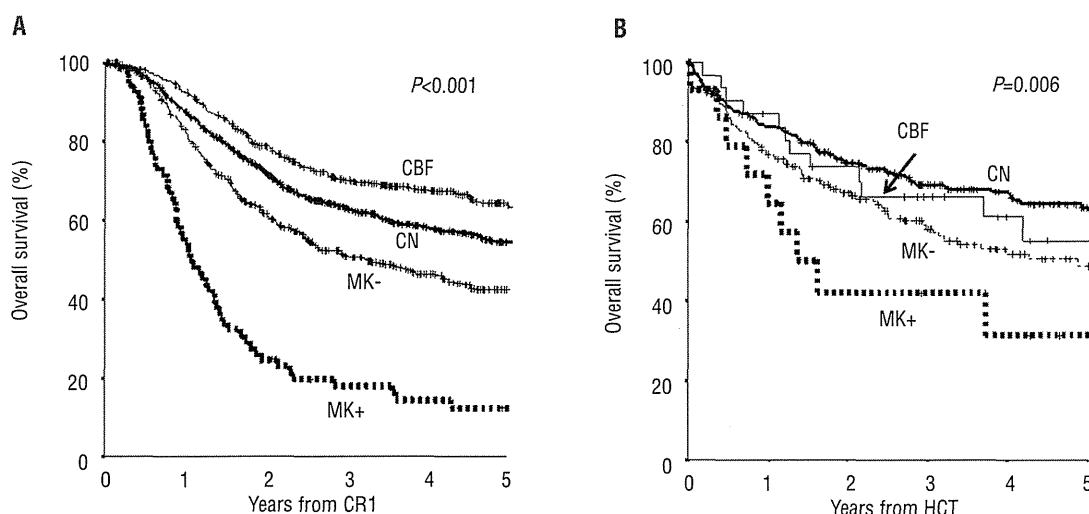 A
100
80
60
40
20
0
Overall survival (%)
P<0.001
CBF
CN
MK-
MK+
0 1 2 3 4 5
Years from CR1
B
100
80
60
40
20
0
Overall survival (%)
P=0.006
CBF
CN
MK-
MK+
0 1 2 3 4 5
Years from HCT